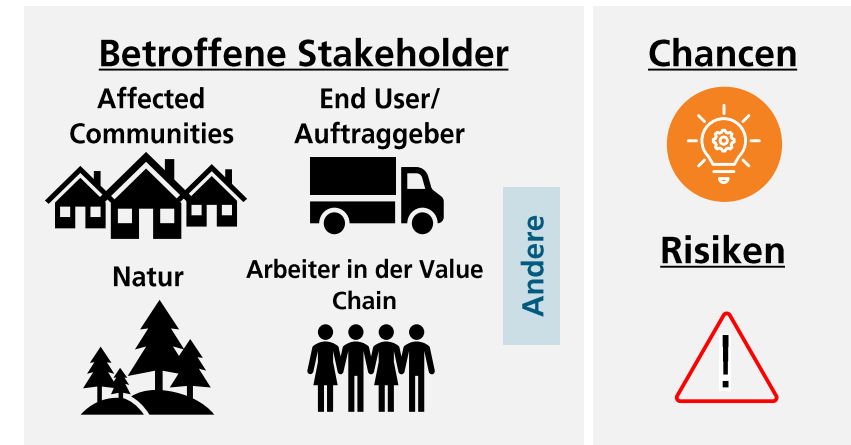 Betroffene Stakeholder
Affected
Communities
End User/
Auftraggeber
Natur
Arbeiter in der Value
Chain
Andere
Chancen
Risiken
!